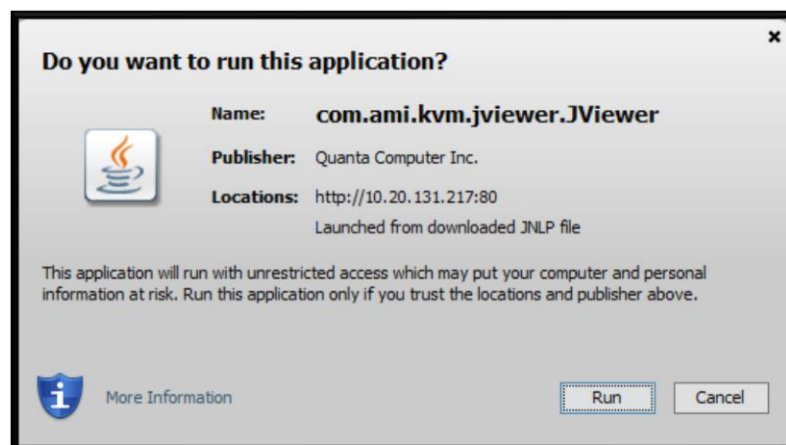 Do you want to run this application?
Name: com.ami.kvm.jviewer.JViewer
Publisher: Quanta Computer Inc.
Locations: http://10.20.131.217:80
Launched from downloaded JNLP file
This application will run with unrestricted access which may put your computer and personal
information at risk. Run this application only if you trust the locations and publisher above.
More Information
Run
Cancel